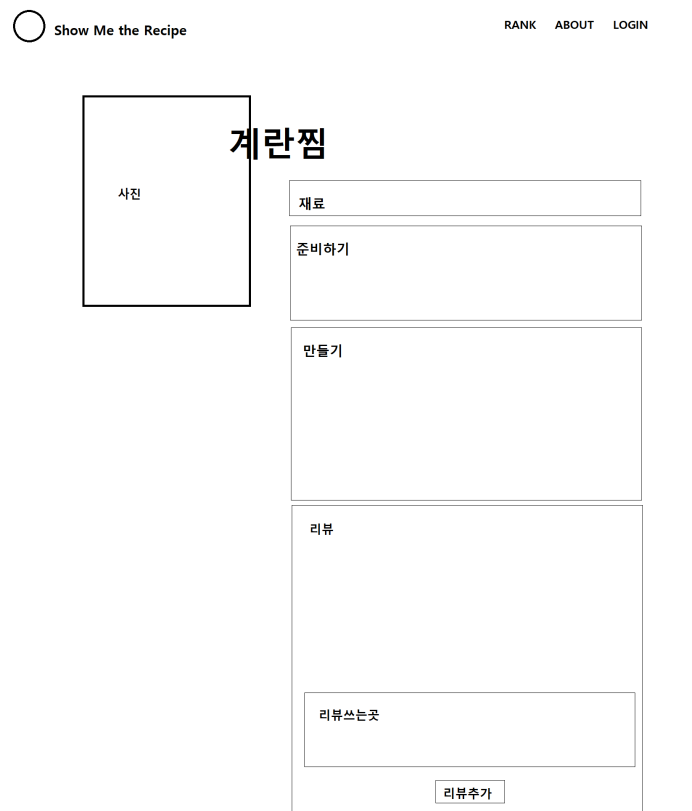 Show Me the Recipe
RANK ABOUT LOGIN
계란찜
사진
재료
준비하기
만들기
리뷰
리뷰쓰는곳
리뷰추가